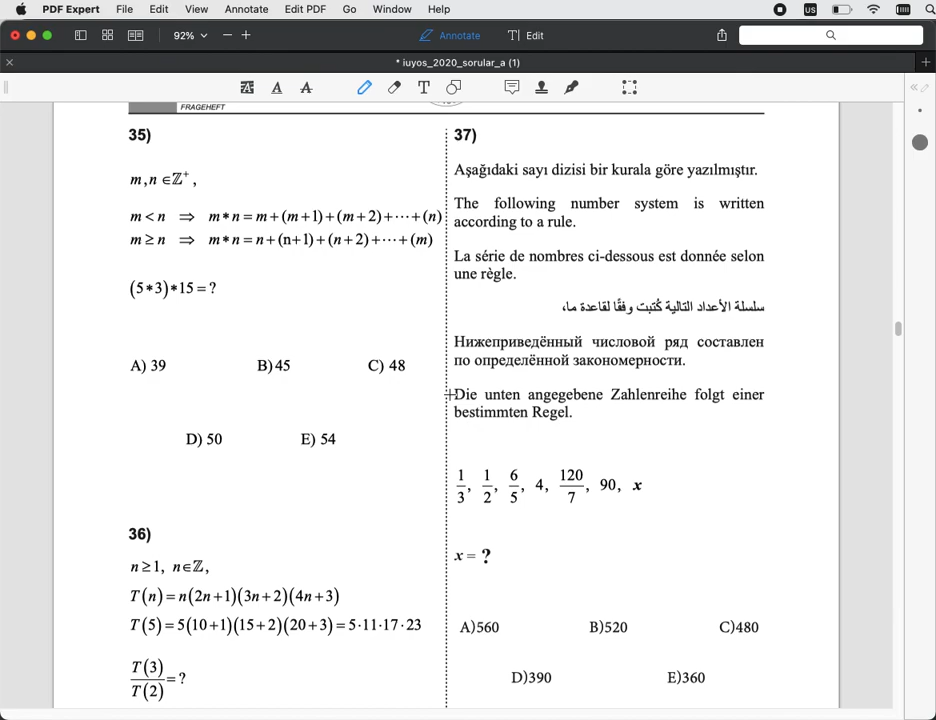 PDF Expert File Edit View Annotate Edit PDF Go Window Help US
92% Annotate T| Edit
* iuyos_2020_sorular_a (1)
A A A T
FRAGEHEFT
35)
m,n ∈ℤ⁺,
m < n ⇒ m*n = m+(m+1)+(m+2)+⋯+(n)
m ≥ n ⇒ m*n = n+(n+1)+(n+2)+⋯+(m)
(5*3)*15 = ?
A) 39 B)45 C) 48
D) 50 E) 54
36)
n ≥ 1, n∈ℤ,
T(n) = n(2n+1)(3n+2)(4n+3)
T(5) = 5(10+1)(15+2)(20+3) = 5·11·17·23
T(3)/T(2) = ?
37)
Aşağıdaki sayı dizisi bir kurala göre yazılmıştır.
The following number system is written
according to a rule.
La série de nombres ci-dessous est donnée selon
une règle.
سلسلة الأعداد التالية كُتبت وفقًا لقاعدة ما،
Нижеприведённый числовой ряд составлен
по определённой закономерности.
Die unten angegebene Zahlenreihe folgt einer
bestimmten Regel.
1/3, 1/2, 6/5, 4, 120/7, 90, x
x = ?
A)560 B)520 C)480
D)390 E)360